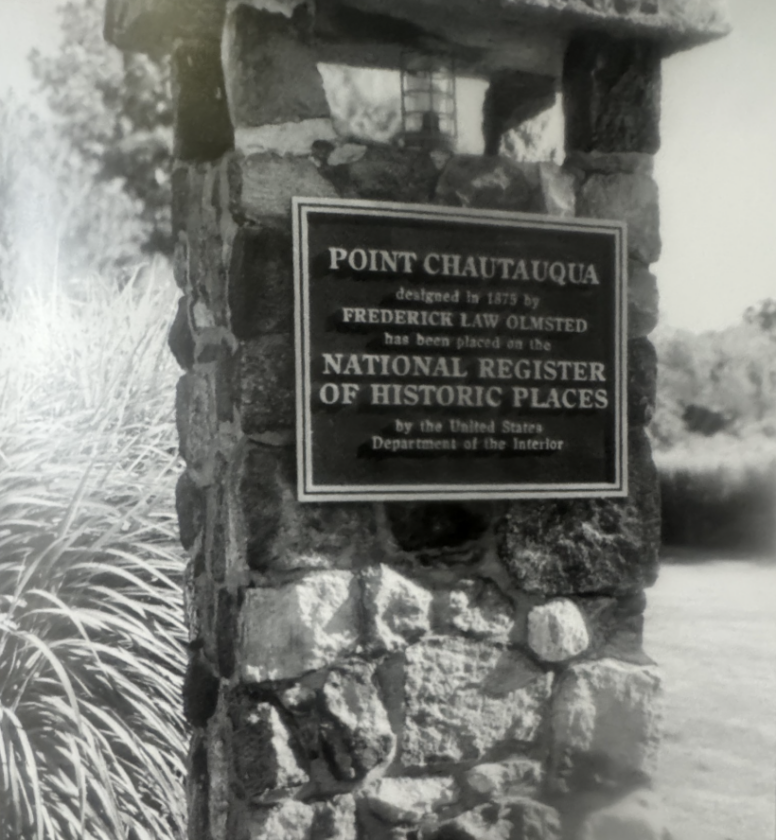 POINT CHAUTAUQUA
designed in 1875 by
FREDERICK LAW OLMSTED
has been placed on the
NATIONAL REGISTER
OF HISTORIC PLACES
by the United States
Department of the Interior